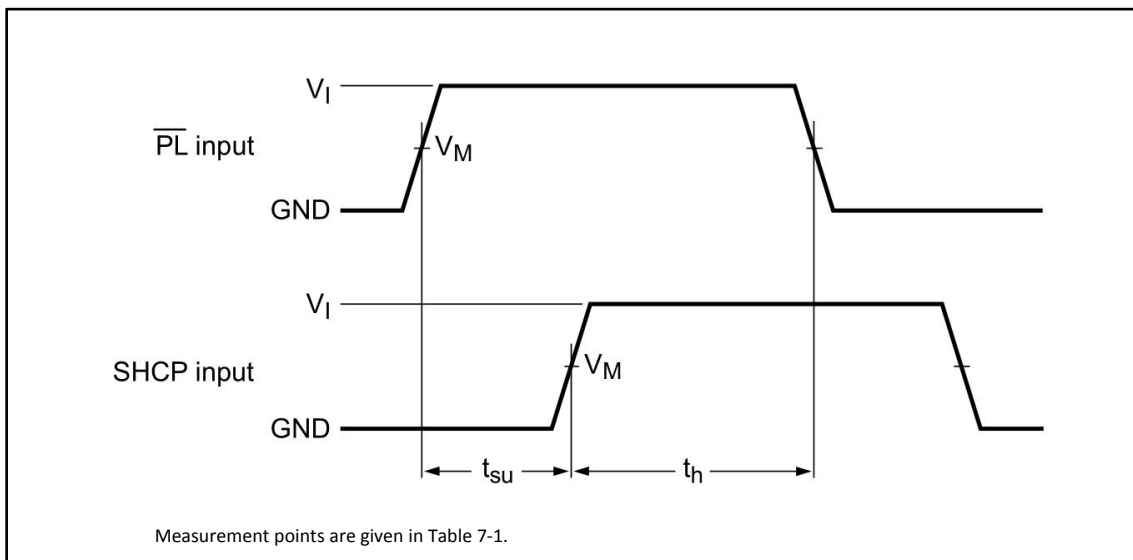 V_I
P̅L̅ input
V_M
GND
V_I
SHCP input
V_M
GND
t_su
t_h
Measurement points are given in Table 7-1.